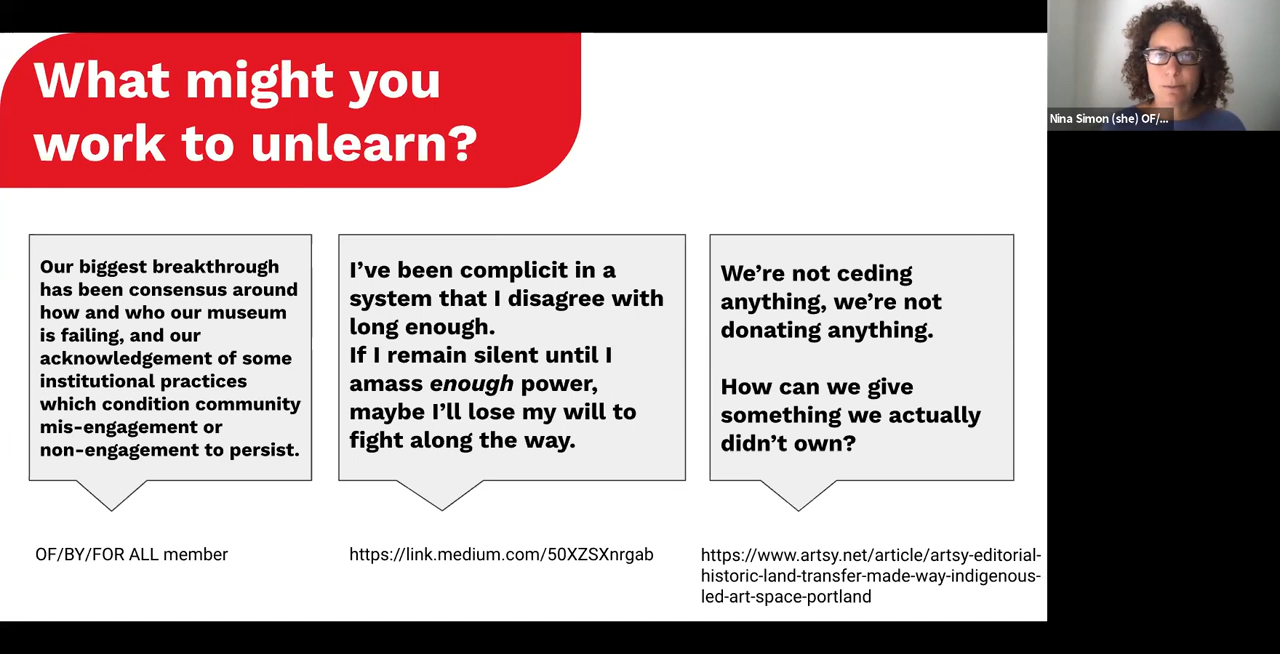 What might you
work to unlearn?
Nina Simon (she) OF/...
Our biggest breakthrough
has been consensus around
how and who our museum
is failing, and our
acknowledgement of some
institutional practices
which condition community
mis-engagement or
non-engagement to persist.
OF/BY/FOR ALL member
I’ve been complicit in a
system that I disagree with
long enough.
If I remain silent until I
amass enough power,
maybe I’ll lose my will to
fight along the way.
https://link.medium.com/50XZSXnrgab
We’re not ceding
anything, we’re not
donating anything.
How can we give
something we actually
didn’t own?
https://www.artsy.net/article/artsy-editorial-
historic-land-transfer-made-way-indigenous-
led-art-space-portland